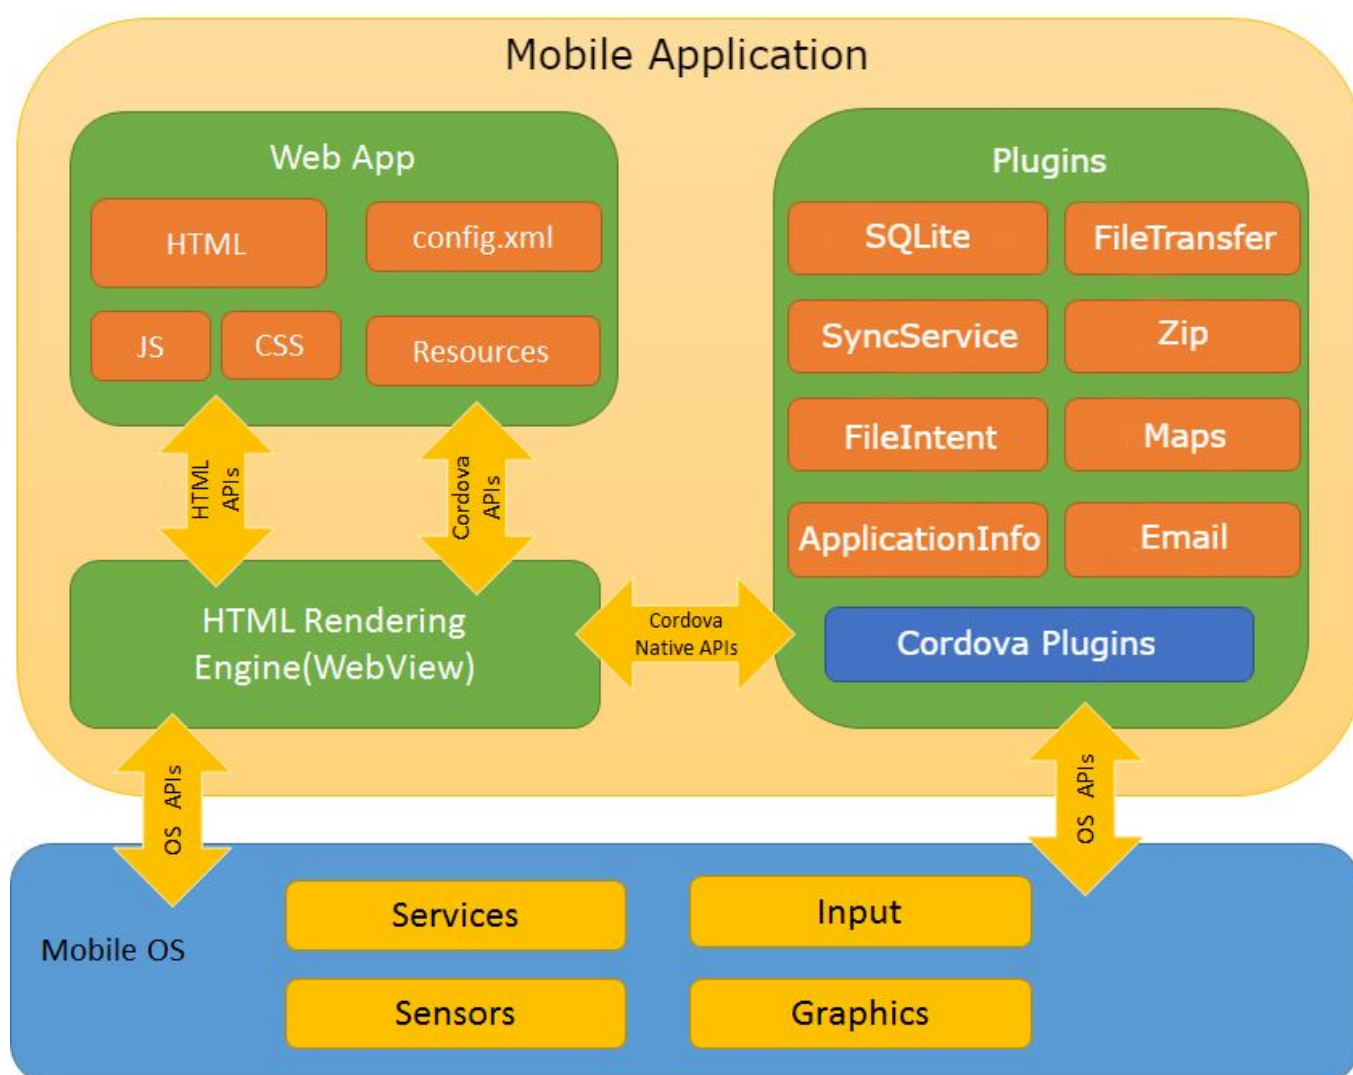 Mobile Application
Web App
HTML
config.xml
JS
CSS
Resources
Plugins
SQLite
FileTransfer
SyncService
Zip
FileIntent
Maps
ApplicationInfo
Email
Cordova Plugins
HTML
APIs
Cordova
APIs
HTML Rendering
Engine(WebView)
Cordova
Native APIs
OS APIs
OS APIs
Mobile OS
Services
Input
Sensors
Graphics